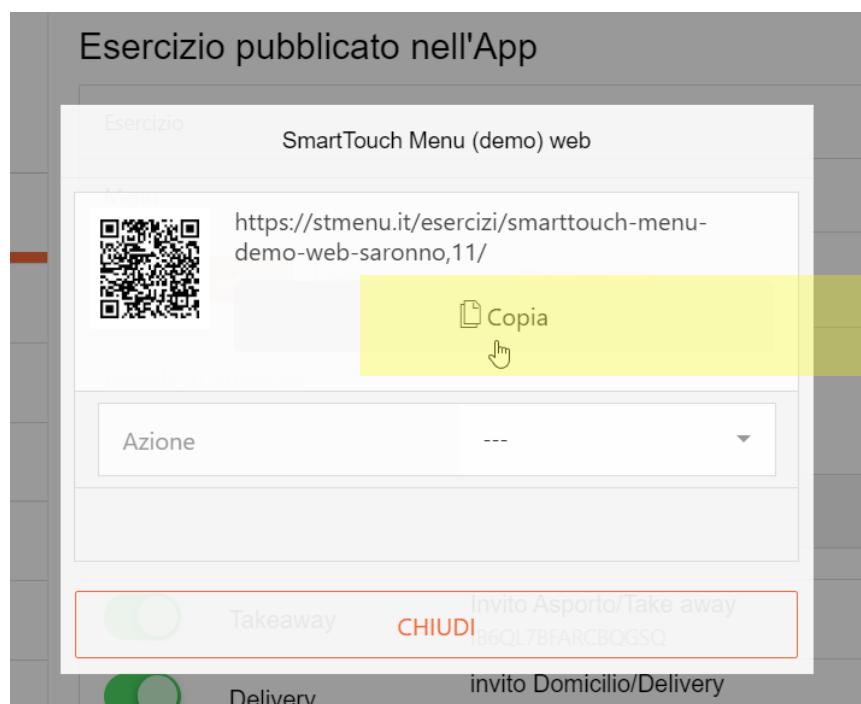 Esercizio pubblicato nell'App
Esercizio
SmartTouch Menu (demo) web
Menu
https://stmenu.it/esercizi/smarttouch-menu-
demo-web-saronno,11/
Copia
Azione ---
Takeaway
Invito Asporto/Take away
CHIUDI
IB6QL7BFARCBQGSQ
Delivery
invito Domicilio/Delivery